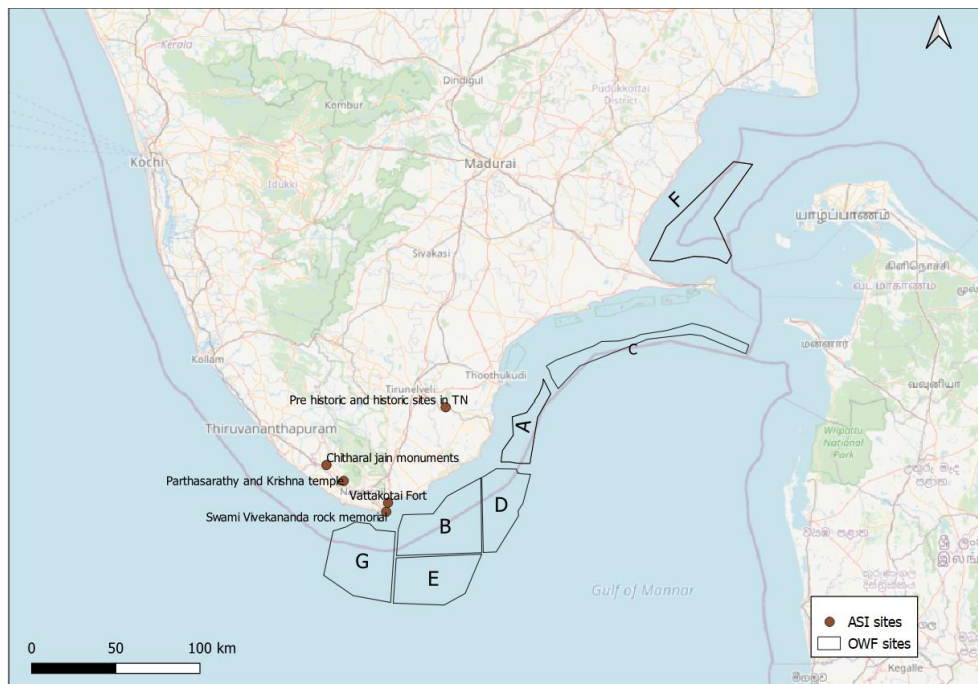 Kerala
Kombur
Dindigul
Pudukkottai
District
Kochi
Madurai
Idukki
F
யாழ்ப்பாணம்
Sivakasi
கிளிநொச்சி
வட மாகாணம்
மன்னார்
Kollam
C
Thoothukudi
வவுனியா
Tirunelveli
Pre historic and historic sites in TN
Wilpattu
National
Park
Thiruvananthapuram
A
Chitharal jain monuments
Parthasarathy and Krishna temple
Vattakotai Fort
Swami Vivekananda rock memorial
B
D
G
E
Gulf of Mannar
0 50 100 km
ASI sites
OWF sites
Kegalle